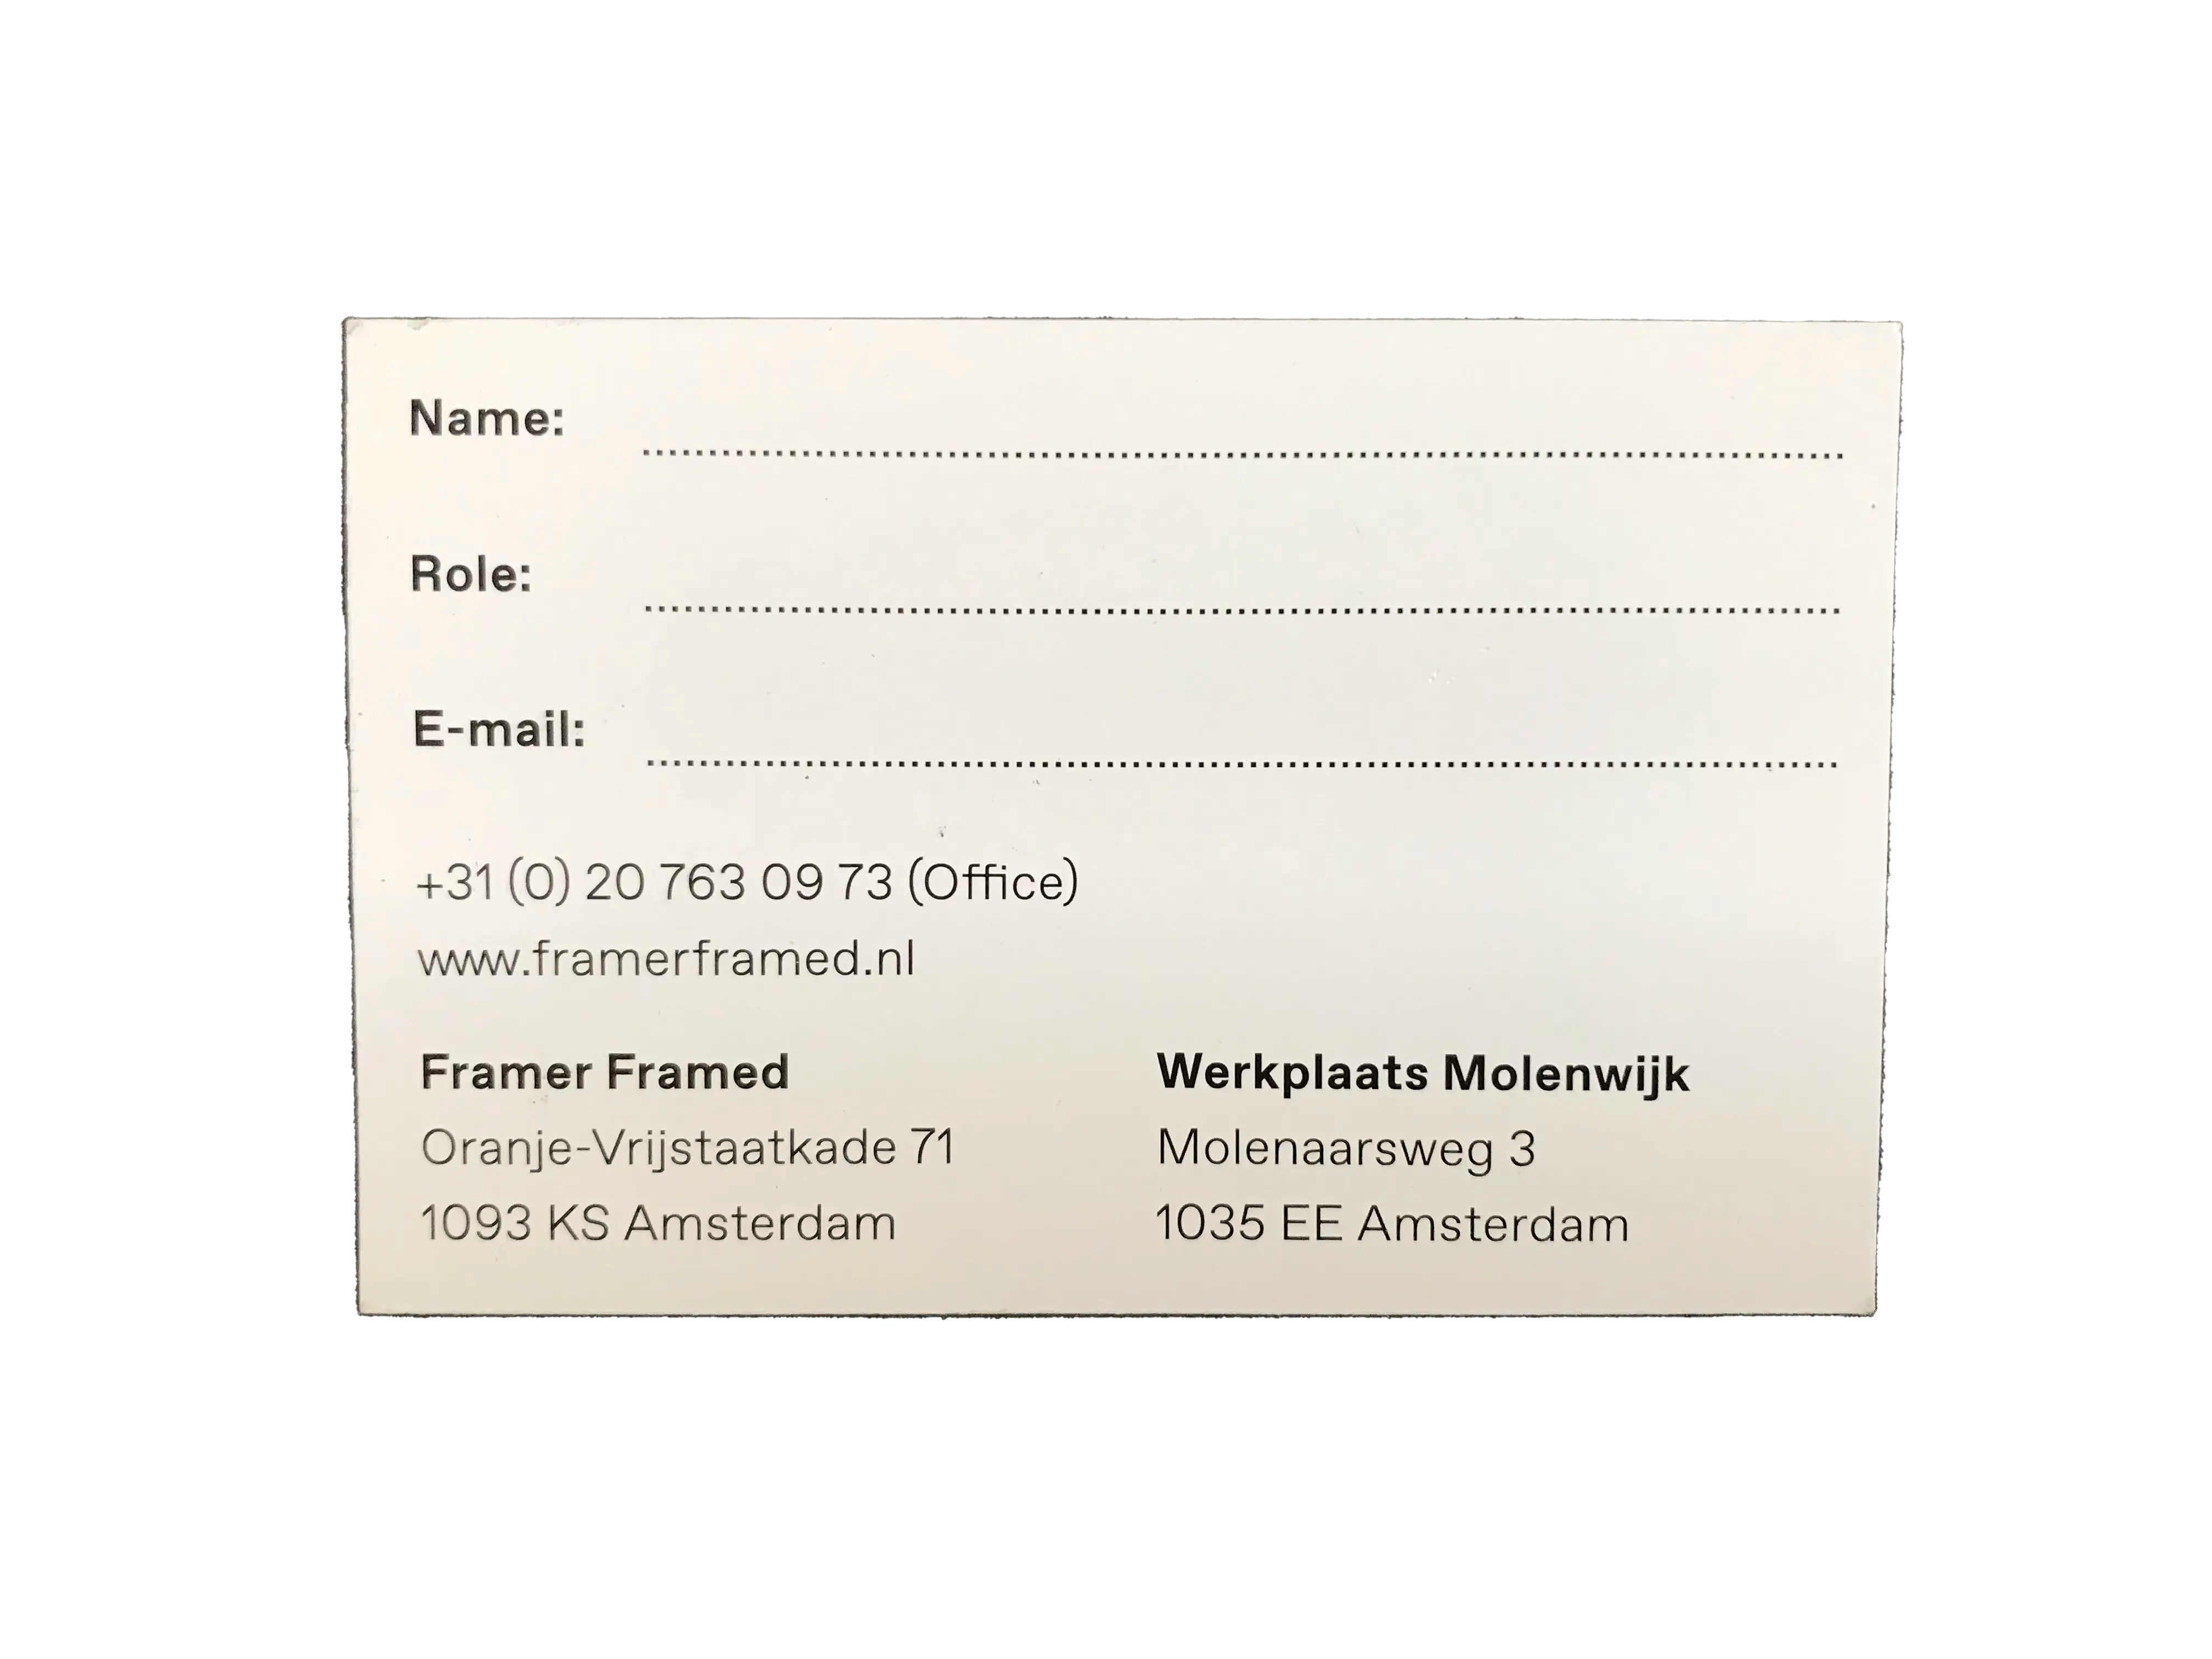 Name:
Role:
E-mail:
+31 (0) 20 763 09 73 (Office)
www.framerframed.nl
Framer Framed
Oranje-Vrijstaatkade 71
1093 KS Amsterdam
Werkplaats Molenwijk
Molenaarsweg 3
1035 EE Amsterdam